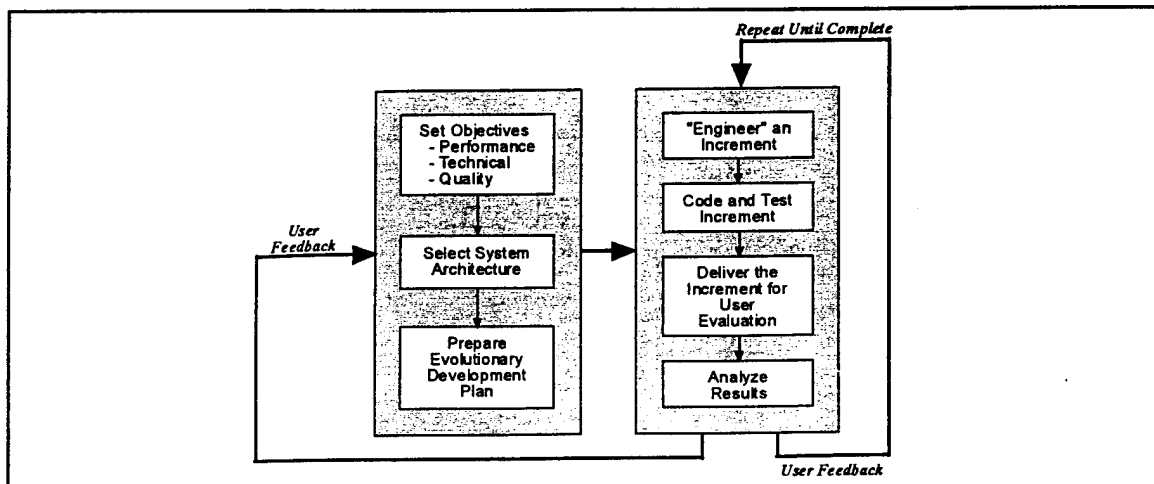 Repeat Until Complete
Set Objectives
- Performance
- Technical
- Quality
"Engineer" an
Increment
Code and Test
Increment
User
Feedback
Select System
Architecture
Deliver the
Increment for
User
Evaluation
Prepare
Evolutionary
Development
Plan
Analyze
Results
User Feedback